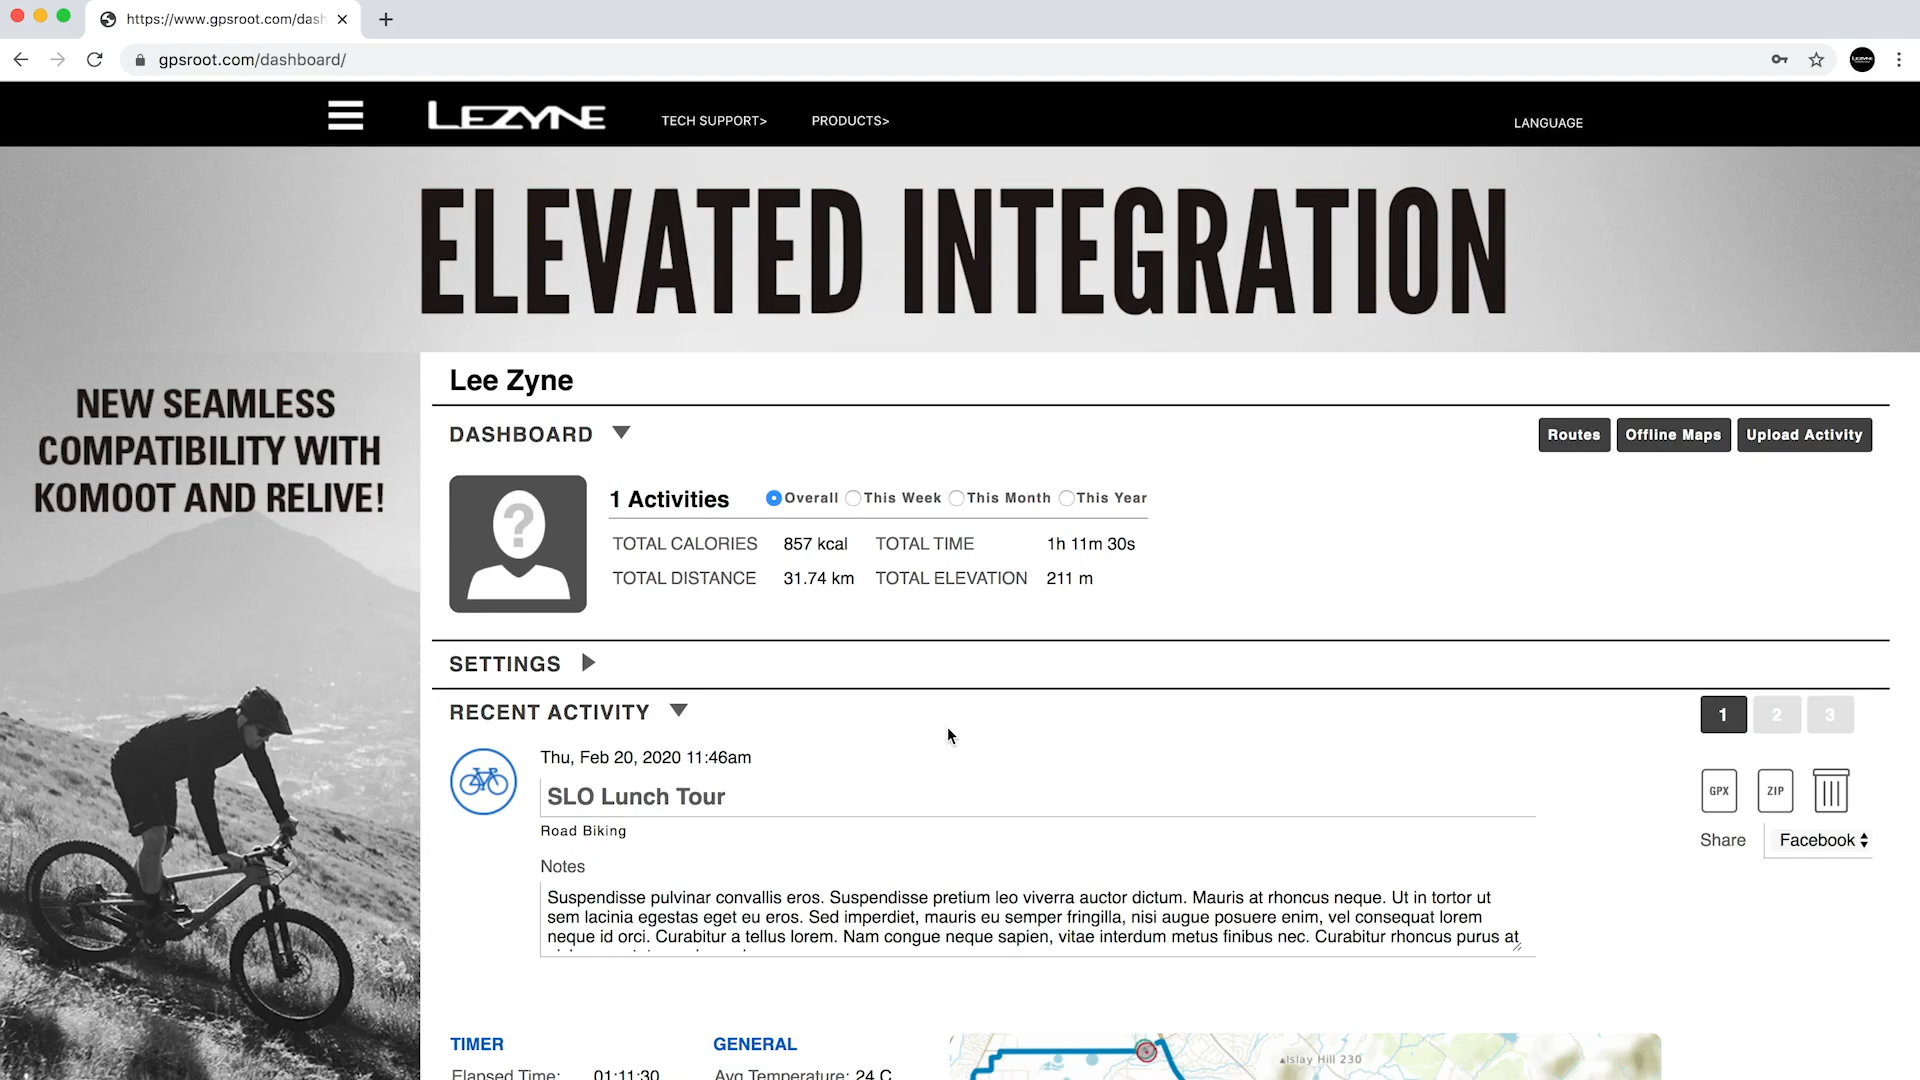 https://www.gpsroot.com/dash
gpsroot.com/dashboard/
LEZYNE
TECH SUPPORT>
PRODUCTS>
LANGUAGE
ELEVATED INTEGRATION
NEW SEAMLESS
COMPATIBILITY WITH
KOMOOT AND RELIVE!
Lee Zyne
DASHBOARD
Routes
Offline Maps
Upload Activity
?
1 Activities
Overall This Week This Month This Year
TOTAL CALORIES 857 kcal TOTAL TIME 1h 11m 30s
TOTAL DISTANCE 31.74 km TOTAL ELEVATION 211 m
SETTINGS
RECENT ACTIVITY
1 2 3
Thu, Feb 20, 2020 11:46am
SLO Lunch Tour
Road Biking
GPX
ZIP
Share Facebook
Notes
Suspendisse pulvinar convallis eros. Suspendisse pretium leo viverra auctor dictum. Mauris at rhoncus neque. Ut in tortor ut
sem lacinia egestas eget eu eros. Sed imperdiet, mauris eu semper fringilla, nisi augue posuere enim, vel consequat lorem
neque id orci. Curabitur a tellus lorem. Nam congue neque sapien, vitae interdum metus finibus nec. Curabitur rhoncus purus at
TIMER
GENERAL
Elapsed Time: 01:11:30
Avg Temperature: 24 C
Islay Hill 230